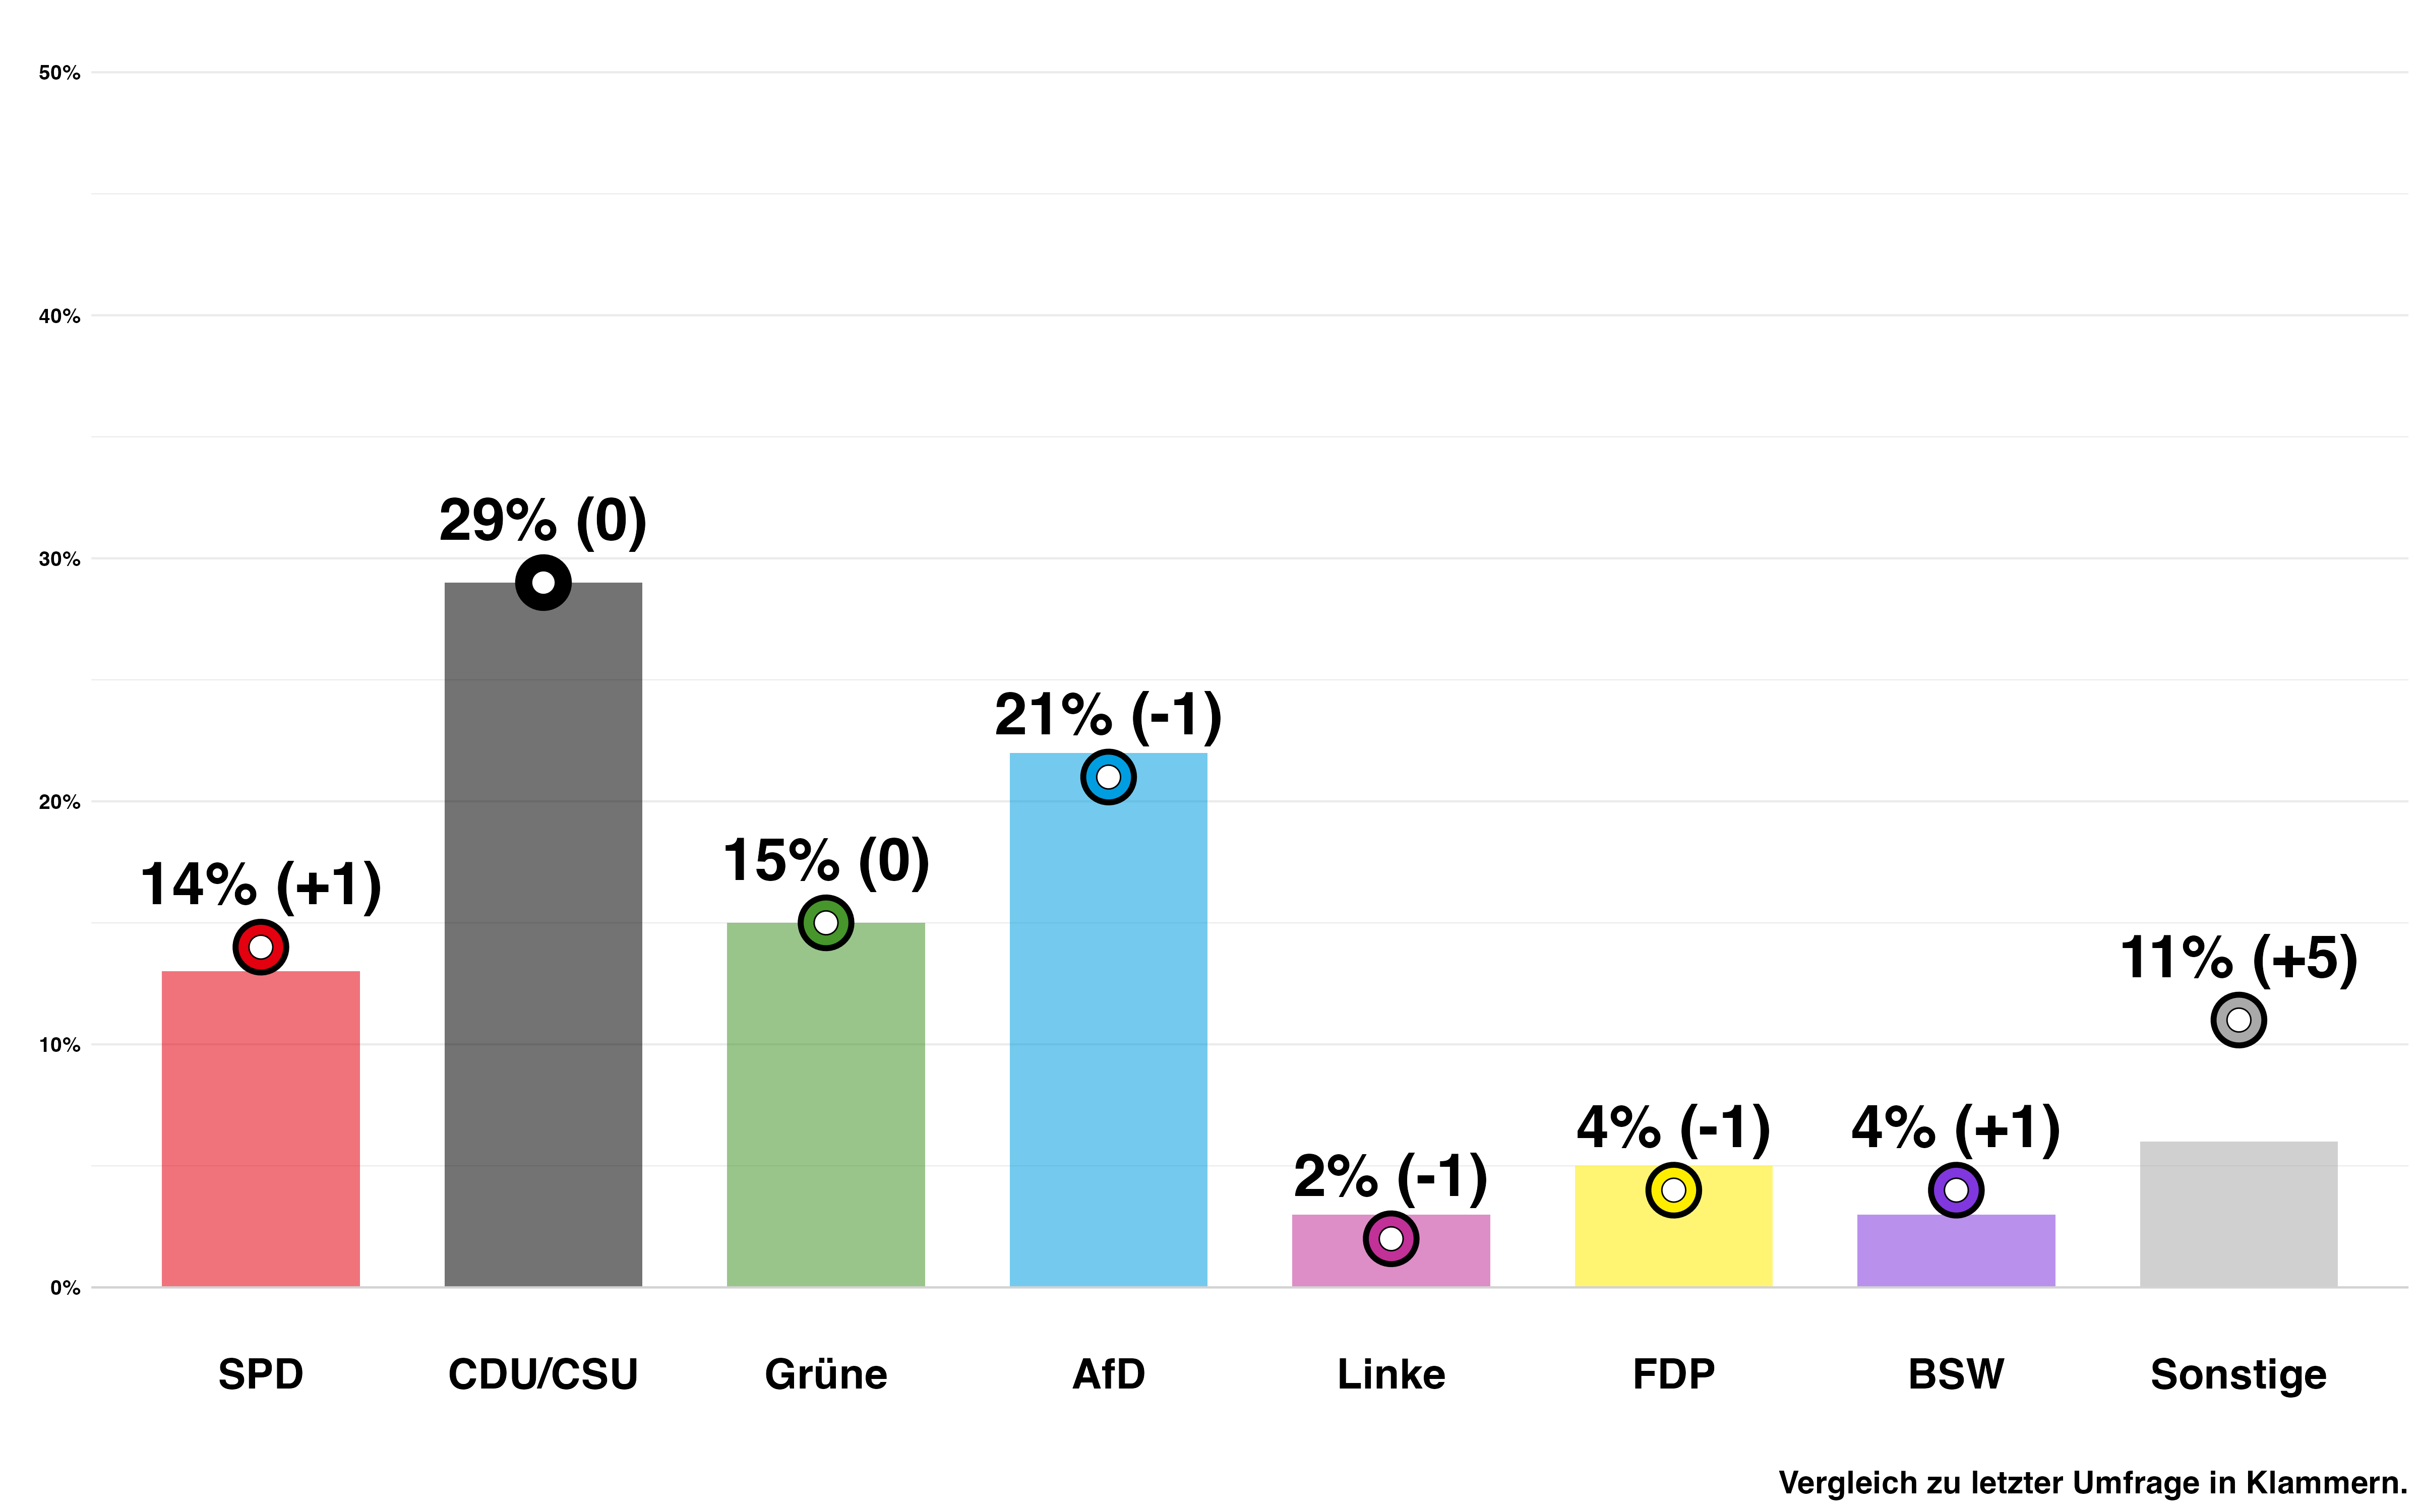 50%
40%
30%
20%
10%
0%
14% (+1)
29% (0)
15% (0)
21% (-1)
2% (-1)
4% (-1)
4% (+1)
11% (+5)
SPD
CDU/CSU
Grüne
AfD
Linke
FDP
BSW
Sonstige
Vergleich zu letzter Umfrage in Klammern.